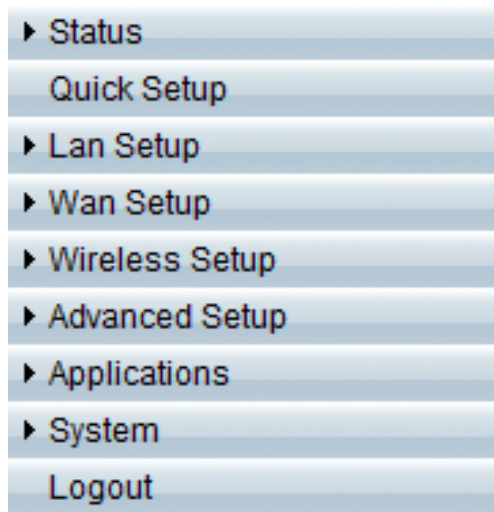 Status
Quick Setup
Lan Setup
Wan Setup
Wireless Setup
Advanced Setup
Applications
System
Logout